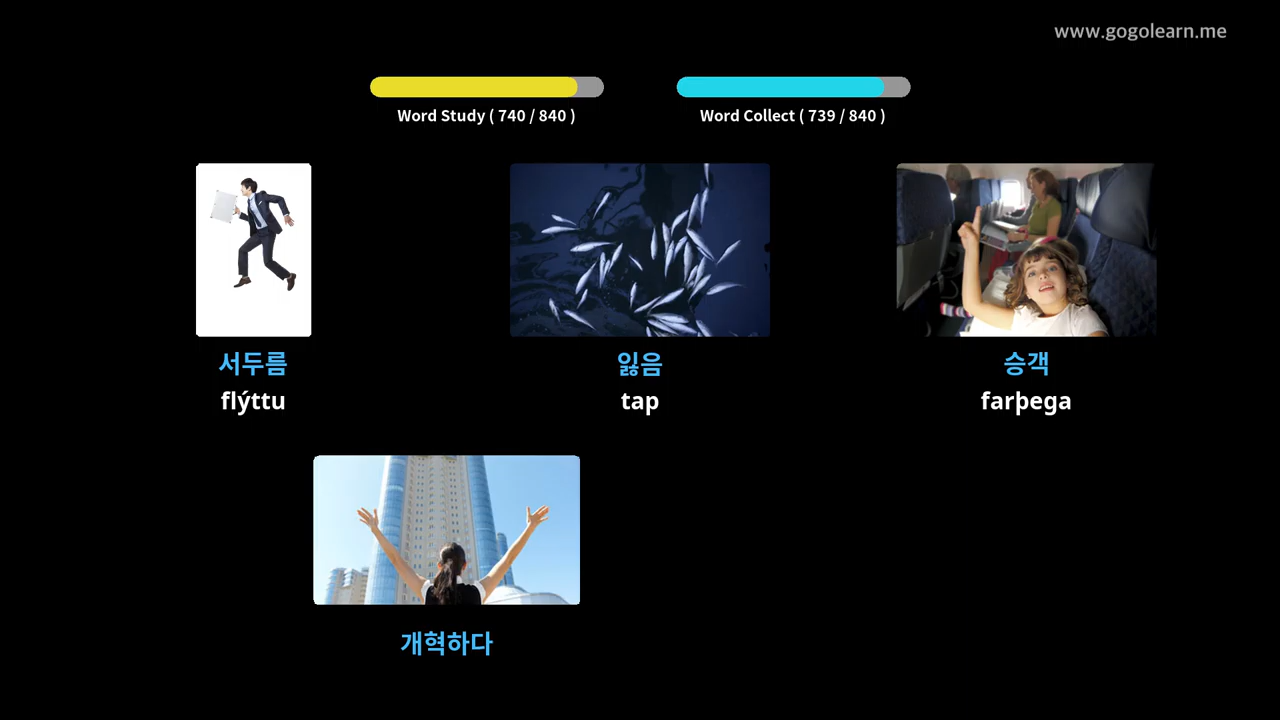 www.gogolearn.me
Word Study ( 740 / 840 )
Word Collect ( 739 / 840 )
서두름
flýttu
잃음
tap
승객
farþega
개혁하다